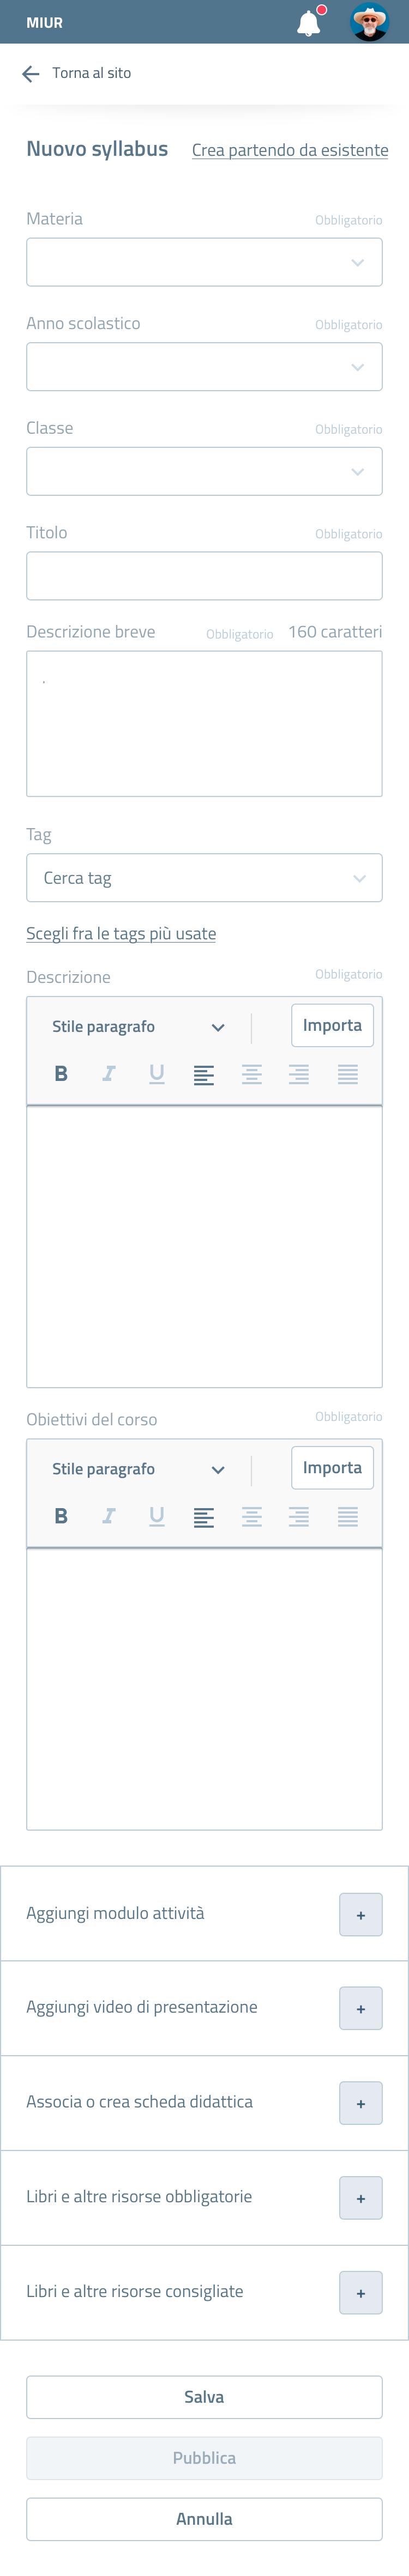 MIUR
Torna al sito
Nuovo syllabus Crea partendo da esistente
Materia Obbligatorio
Anno scolastico Obbligatorio
Classe Obbligatorio
Titolo Obbligatorio
Descrizione breve Obbligatorio 160 caratteri
.
Tag
Cerca tag
Scegli fra le tags più usate
Descrizione Obbligatorio
Stile paragrafo Importa
B I U
Obiettivi del corso Obbligatorio
Stile paragrafo Importa
B I U
Aggiungi modulo attività +
Aggiungi video di presentazione +
Associa o crea scheda didattica +
Libri e altre risorse obbligatorie +
Libri e altre risorse consigliate +
Salva
Pubblica
Annulla